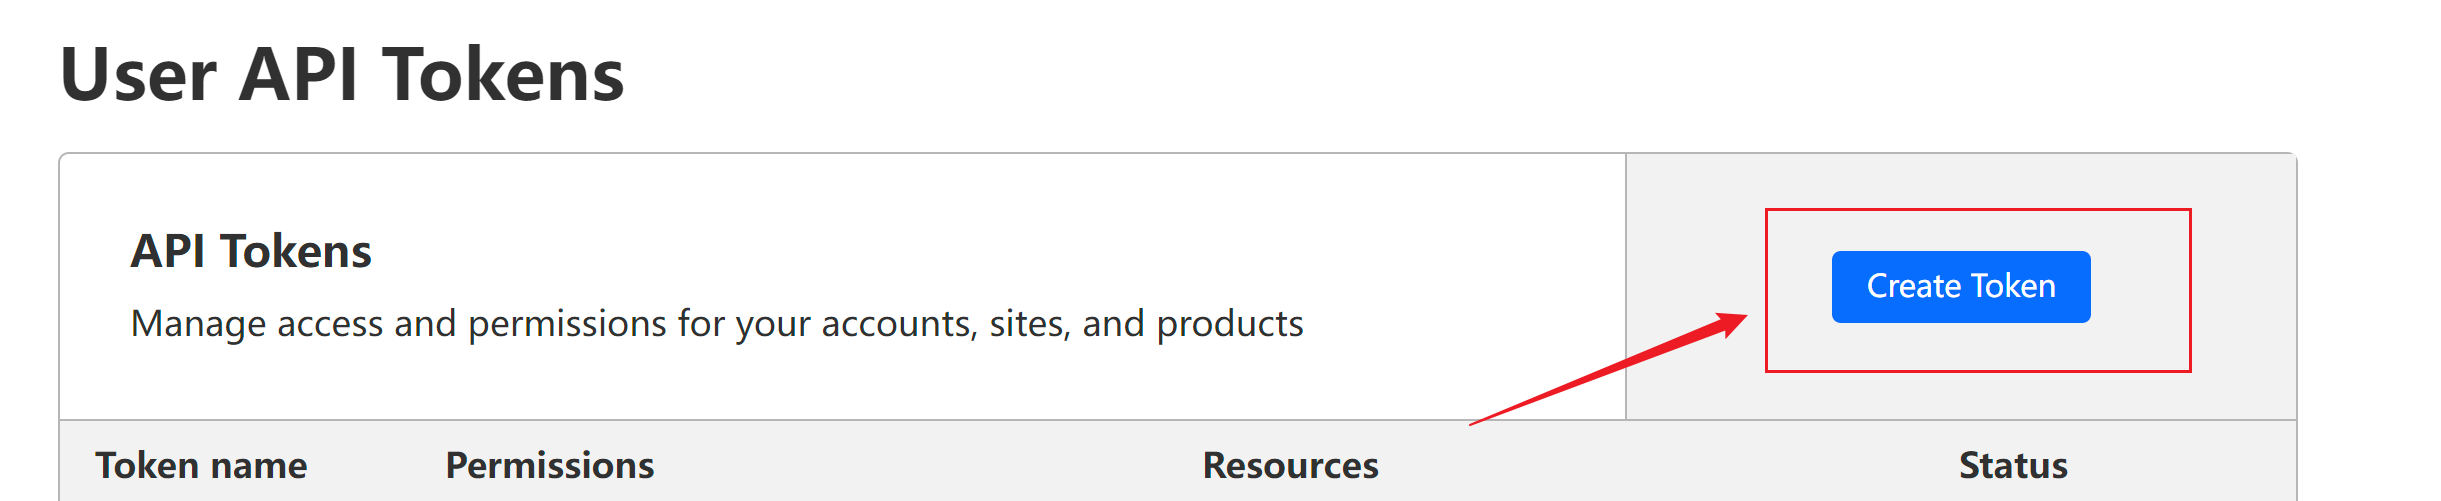 User API Tokens
API Tokens
Manage access and permissions for your accounts, sites, and products
Create Token
Token name Permissions Resources Status